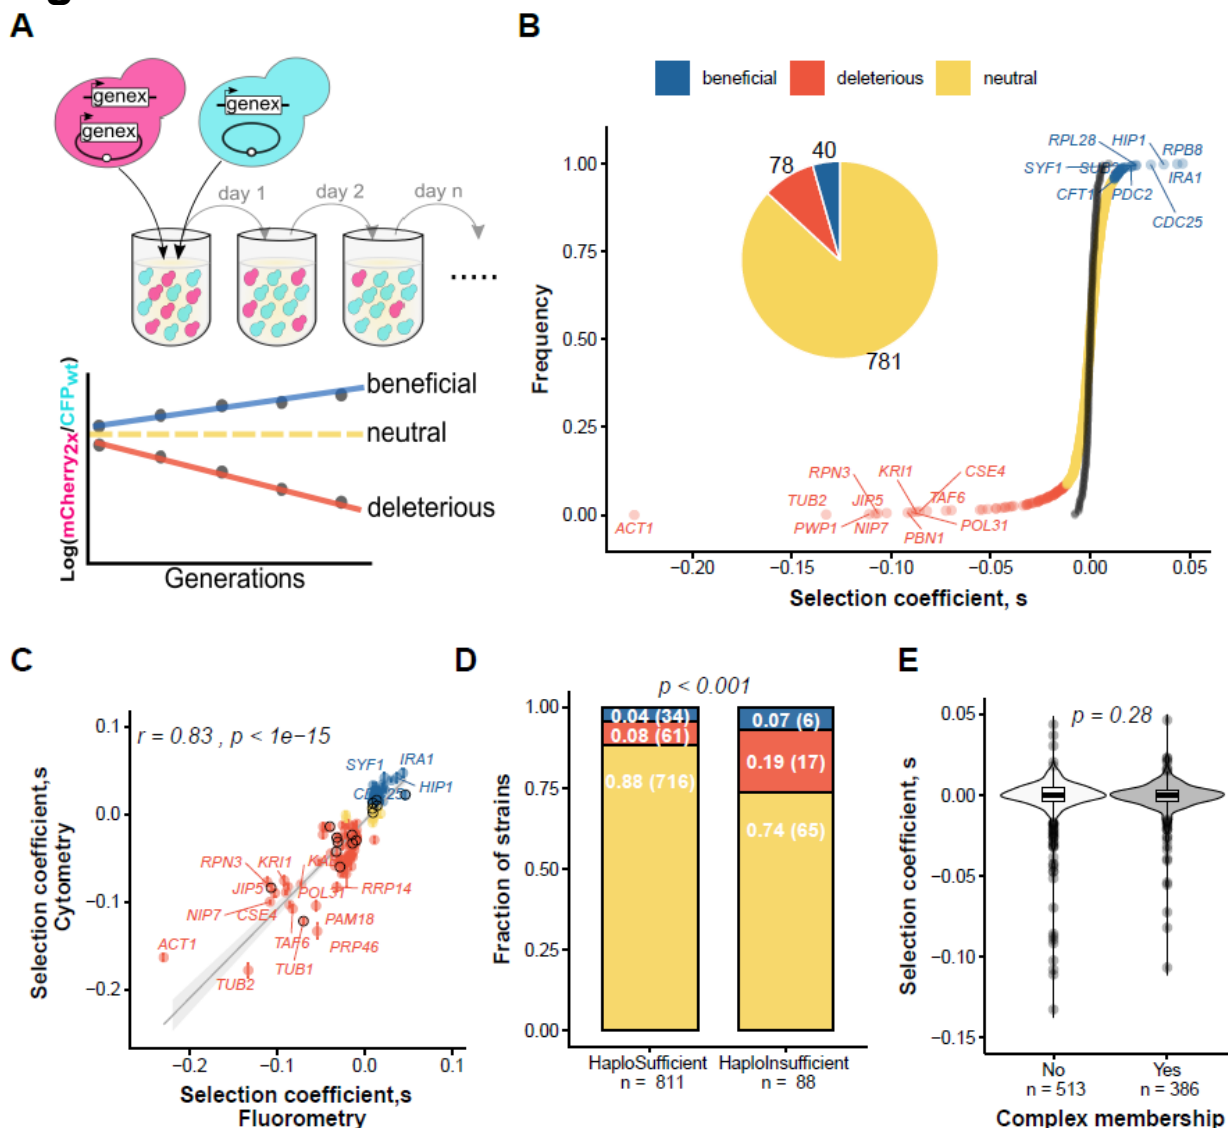 A
genex
genex
genex
day 1
day 2
day n
.....
Log(mCherry2x/CFPwt)
beneficial
neutral
deleterious
Generations
B
beneficial
deleterious
neutral
Frequency
1.00
0.75
0.50
0.25
0.00
78
40
781
RPL28
HIP1
RPB8
SYF1
IRA1
CFT1
PDC2
CDC25
RPN3
KRI1
CSE4
TUB2
JIP5
TAF6
PWP1
NIP7
POL31
PBN1
ACT1
−0.20
−0.15
−0.10
−0.05
0.00
0.05
Selection coefficient, s
C
r = 0.83 , p < 1e−15
Selection coefficient,s
Cytometry
0.1
0.0
−0.1
−0.2
SYF1
IRA1
HIP1
RPN3
KRI1
JIP5
POL31
RRP14
NIP7
CSE4
PAM18
ACT1
TAF6
PRP46
TUB1
TUB2
−0.2
−0.1
0.0
0.1
Selection coefficient,s
Fluorometry
D
p < 0.001
Fraction of strains
1.00
0.75
0.50
0.25
0.00
0.04 (34)
0.08 (61)
0.88 (716)
0.07 (6)
0.19 (17)
0.74 (65)
HaploSufficient
n = 811
HaploInsufficient
n = 88
E
p = 0.28
Selection coefficient, s
0.05
0.00
−0.05
−0.10
−0.15
No
n = 513
Yes
n = 386
Complex membership